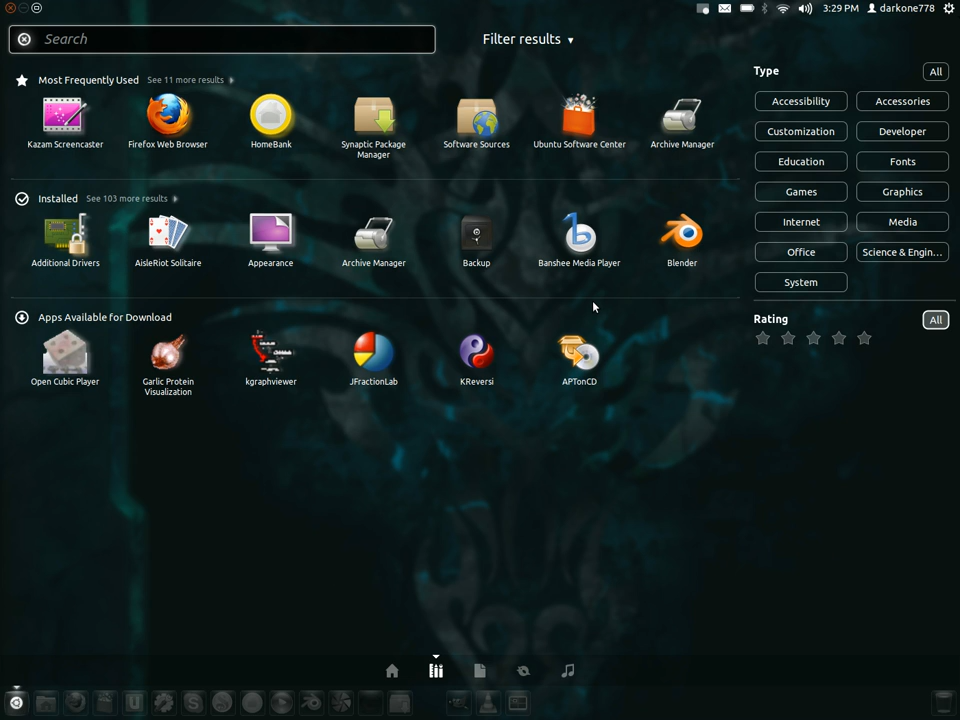 3:29 PM darkone778
Search
Filter results ▾
Most Frequently Used See 11 more results
Kazam Screencaster
Firefox Web Browser
HomeBank
Synaptic Package
Manager
Software Sources
Ubuntu Software Center
Archive Manager
Installed See 103 more results
Additional Drivers
AisleRiot Solitaire
Appearance
Archive Manager
Backup
Banshee Media Player
Blender
Apps Available for Download
Open Cubic Player
Garlic Protein
Visualization
kgraphviewer
JFractionLab
KReversi
APTonCD
Type All
Accessibility Accessories
Customization Developer
Education Fonts
Games Graphics
Internet Media
Office Science & Engin...
System
Rating All